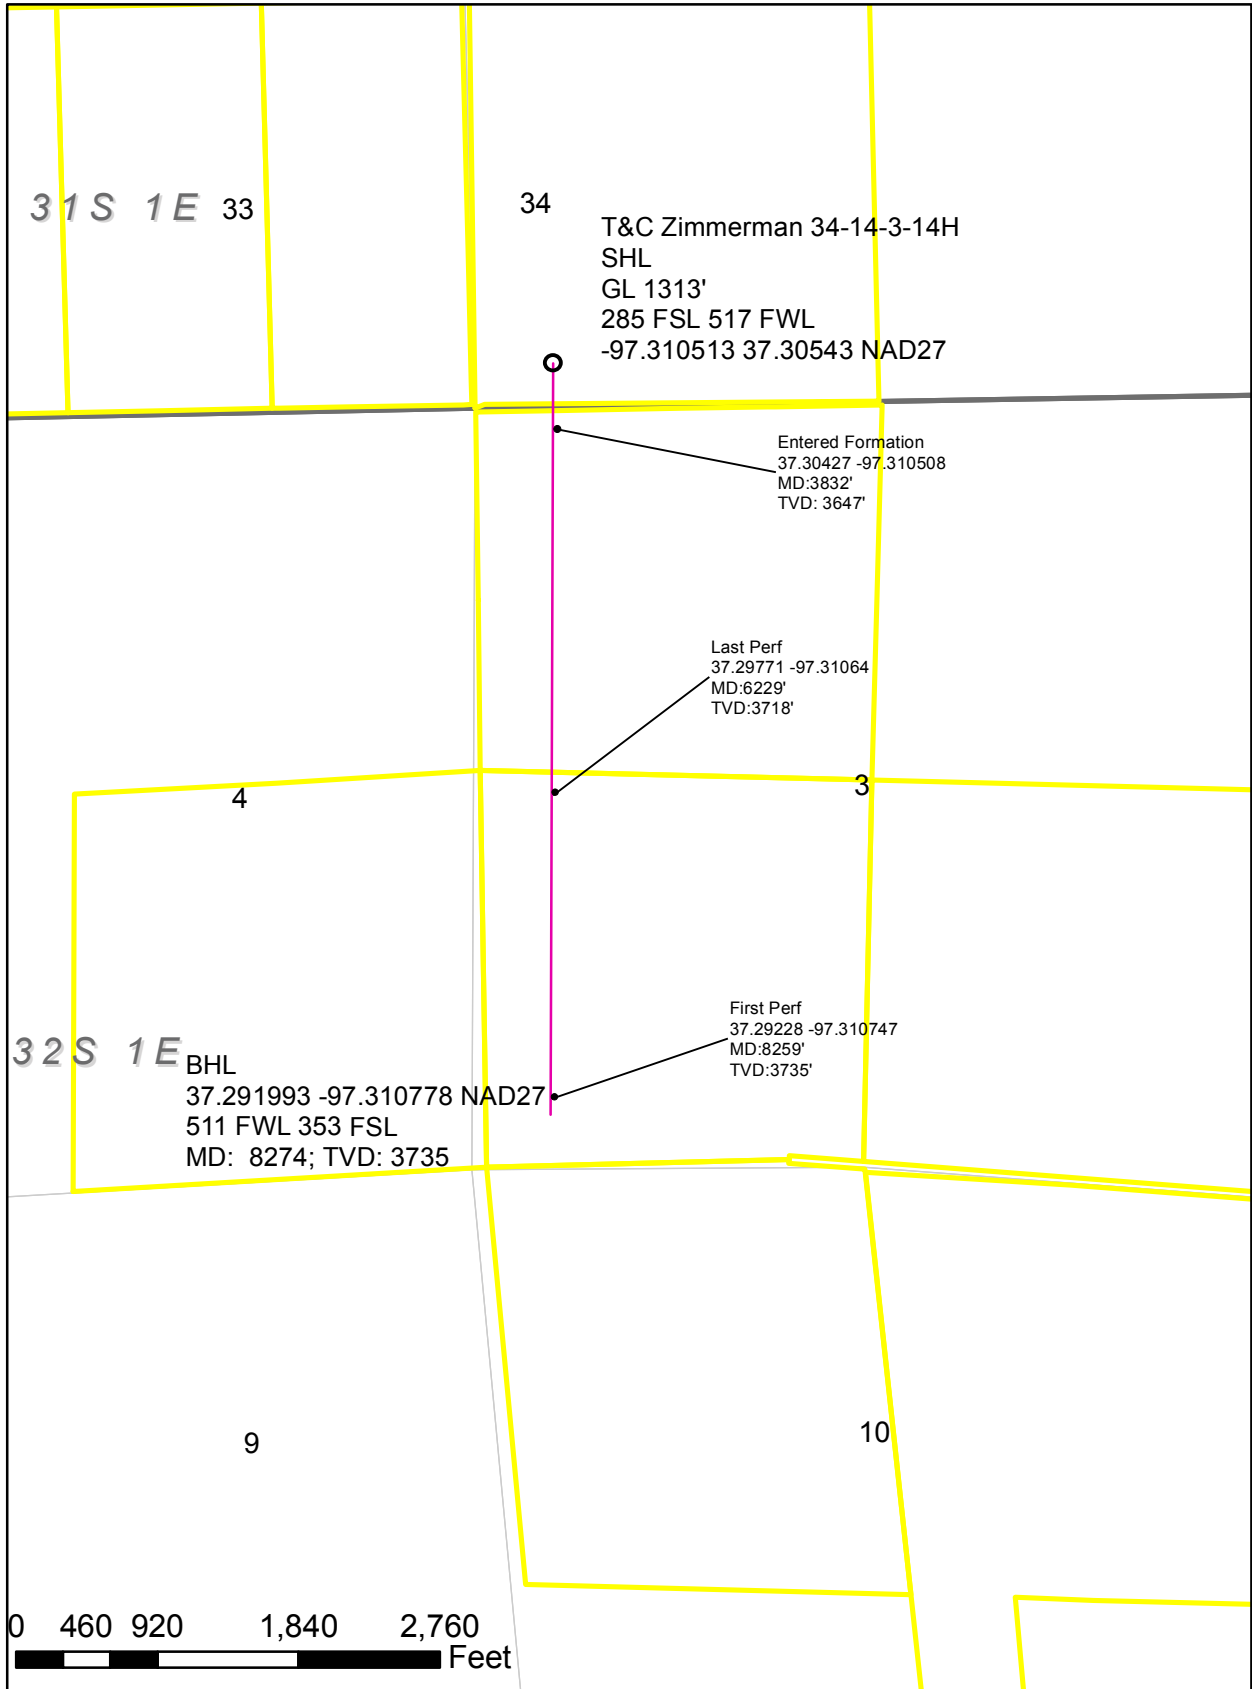 31S 1E
33
34
T&C Zimmerman 34-14-3-14H
SHL
GL 1313'
285 FSL 517 FWL
-97.310513 37.30543 NAD27
Entered Formation
37.30427 -97.310508
MD:3832'
TVD: 3647'
Last Perf
37.29771 -97.31064
MD:6229'
TVD:3718'
4
3
First Perf
37.29228 -97.310747
MD:8259'
TVD:3735'
32S 1E
BHL
37.291993 -97.310778 NAD27
511 FWL 353 FSL
MD:  8274; TVD: 3735
9
10
0 460 920 1,840 2,760
Feet